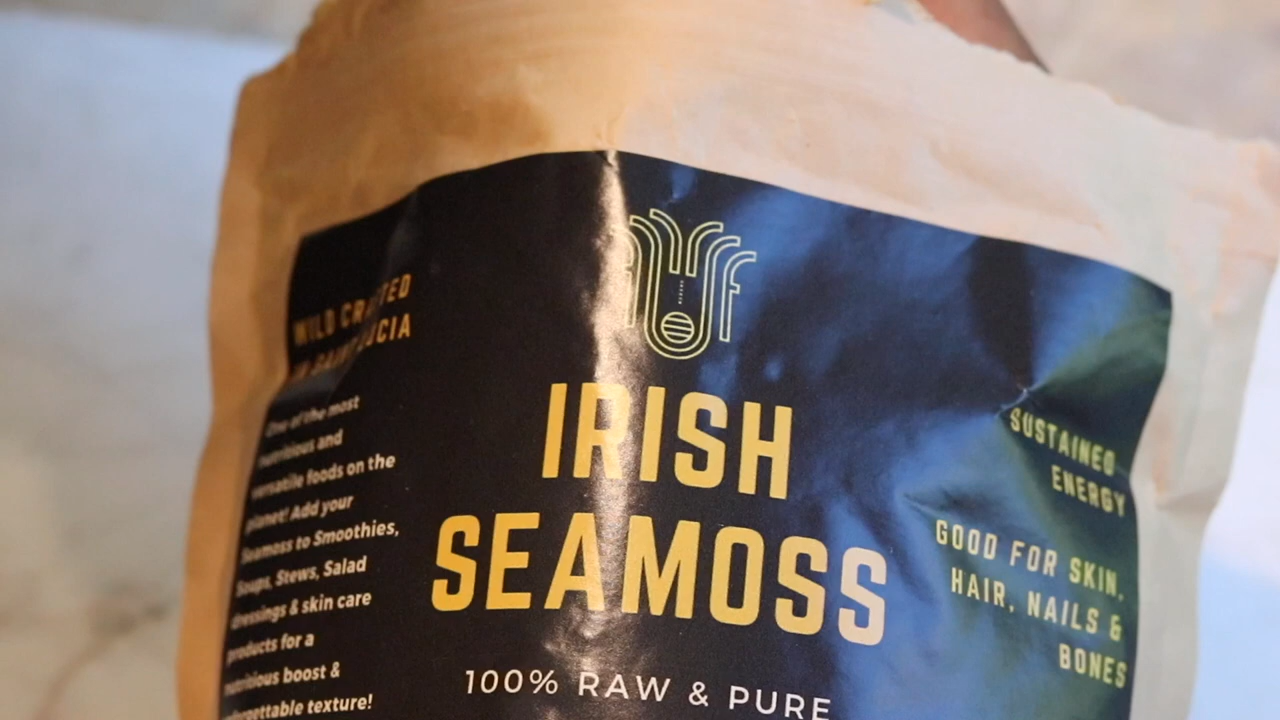 WILD CRAFTED
IN SAINT LUCIA
One of the most
nutritious and
versatile foods on the
planet! Add your
Seamoss to Smoothies,
Soups, Stews, Salad
dressings & skin care
products for a
nutritious boost &
unforgettable texture!
IRISH
SEAMOSS
100% RAW & PURE
SUSTAINED
ENERGY
GOOD FOR SKIN,
HAIR, NAILS &
BONES